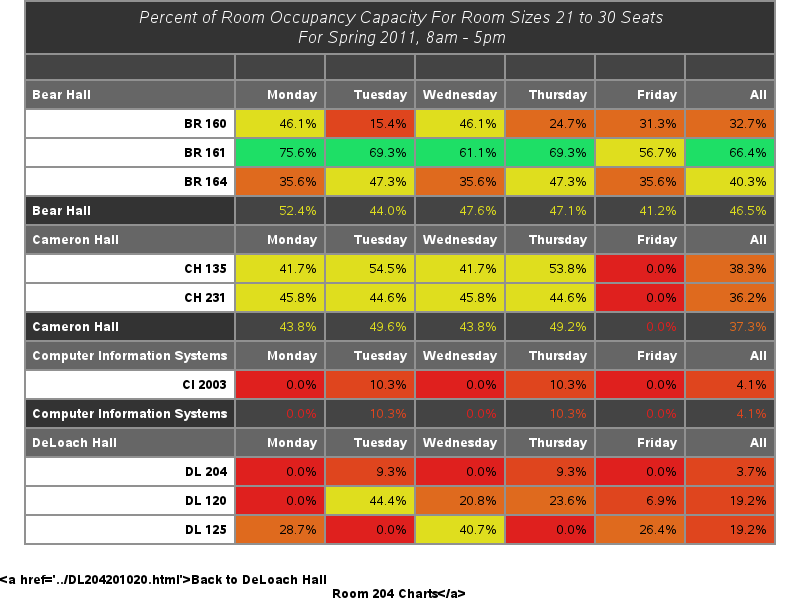 Percent of Room Occupancy Capacity For Room Sizes 21 to 30 Seats
For Spring 2011, 8am - 5pm
Bear Hall Monday Tuesday Wednesday Thursday Friday All
BR 160 46.1% 15.4% 46.1% 24.7% 31.3% 32.7%
BR 161 75.6% 69.3% 61.1% 69.3% 56.7% 66.4%
BR 164 35.6% 47.3% 35.6% 47.3% 35.6% 40.3%
Bear Hall 52.4% 44.0% 47.6% 47.1% 41.2% 46.5%
Cameron Hall Monday Tuesday Wednesday Thursday Friday All
CH 135 41.7% 54.5% 41.7% 53.8% 0.0% 38.3%
CH 231 45.8% 44.6% 45.8% 44.6% 0.0% 36.2%
Cameron Hall 43.8% 49.6% 43.8% 49.2% 0.0% 37.3%
Computer Information Systems Monday Tuesday Wednesday Thursday Friday All
CI 2003 0.0% 10.3% 0.0% 10.3% 0.0% 4.1%
Computer Information Systems 0.0% 10.3% 0.0% 10.3% 0.0% 4.1%
DeLoach Hall Monday Tuesday Wednesday Thursday Friday All
DL 204 0.0% 9.3% 0.0% 9.3% 0.0% 3.7%
DL 120 0.0% 44.4% 20.8% 23.6% 6.9% 19.2%
DL 125 28.7% 0.0% 40.7% 0.0% 26.4% 19.2%
<a href='../DL204201020.html'>Back to DeLoach Hall
Room 204 Charts</a>